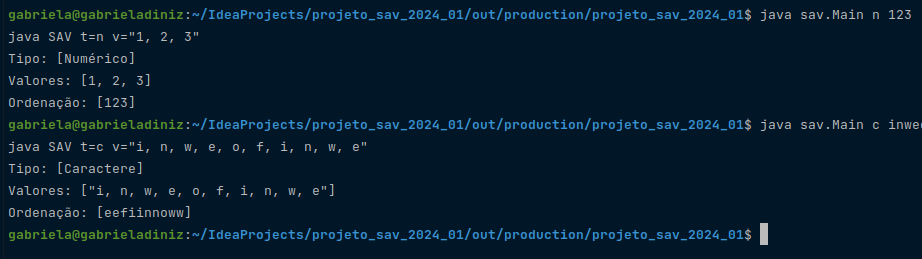 gabriela@gabrieladiniz:~/IdeaProjects/projeto_sav_2024_01/out/production/projeto_sav_2024_01$ java sav.Main n 123
java SAV t=n v="1, 2, 3"
Tipo: [Numérico]
Valores: [1, 2, 3]
Ordenação: [123]
gabriela@gabrieladiniz:~/IdeaProjects/projeto_sav_2024_01/out/production/projeto_sav_2024_01$ java sav.Main c
java SAV t=c v="i, n, w, e, o, f, i, n, w, e"
Tipo: [Caractere]
Valores: ["i, n, w, e, o, f, i, n, w, e"]
Ordenação: [eefiinnoww]
gabriela@gabrieladiniz:~/IdeaProjects/projeto_sav_2024_01/out/production/projeto_sav_2024_01$